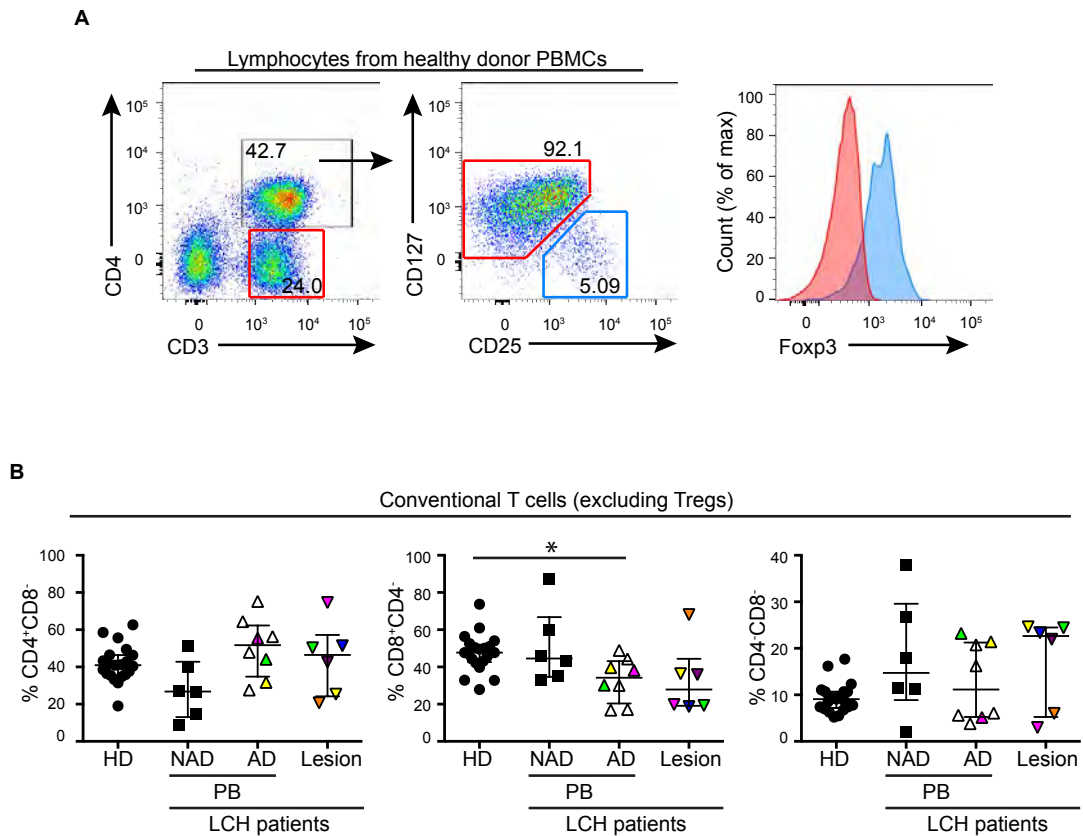 A
Lymphocytes from healthy donor PBMCs
CD4
10⁵
10⁴
10³
0
42.7
24.0
0 10³ 10⁴ 10⁵
CD3
CD127
10⁵
10⁴
10³
0
92.1
5.09
0 10³ 10⁴ 10⁵
CD25
Count (% of max)
100
80
60
40
20
0
0 10³ 10⁴ 10⁵
Foxp3
B
Conventional T cells (excluding Tregs)
% CD4⁺CD8⁻
100
80
60
40
20
0
HD NAD AD Lesion
PB
LCH patients
% CD8⁺CD4⁻
100
80
60
40
20
0
*
HD NAD AD Lesion
PB
LCH patients
% CD4⁻CD8⁻
40
30
20
10
0
HD NAD AD Lesion
PB
LCH patients